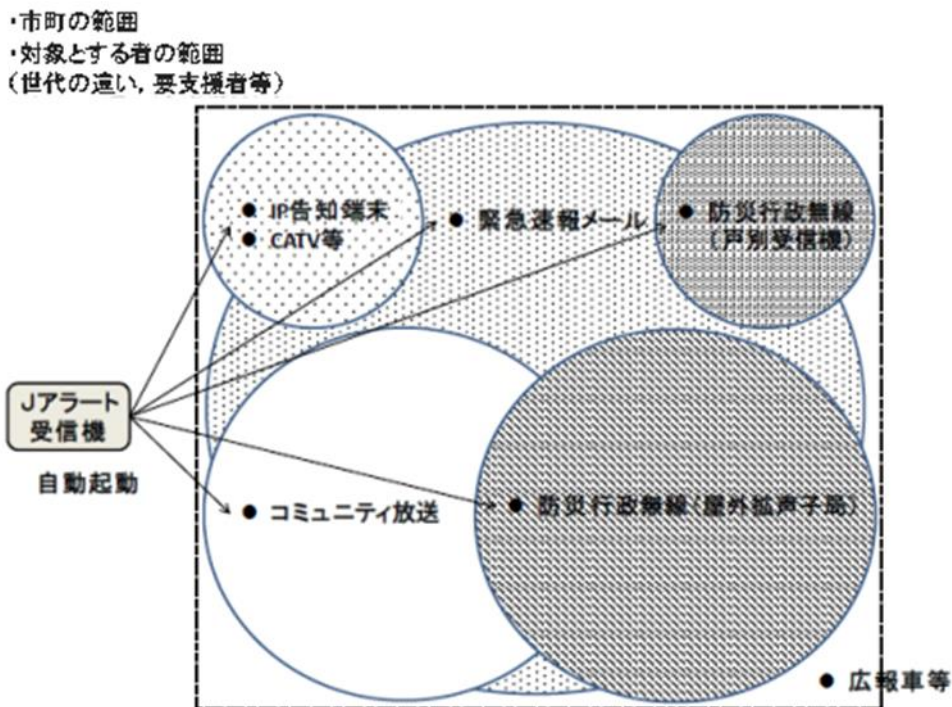 ・市町の範囲
・対象とする者の範囲
(世代の違い,要支援者等)
● IP告知端末
● CATV等
● 緊急速報メール
● 防災行政無線
(戸別受信機)
Jアラート
受信機
自動起動
● コミュニティ放送
● 防災行政無線(屋外拡声子局)
● 広報車等